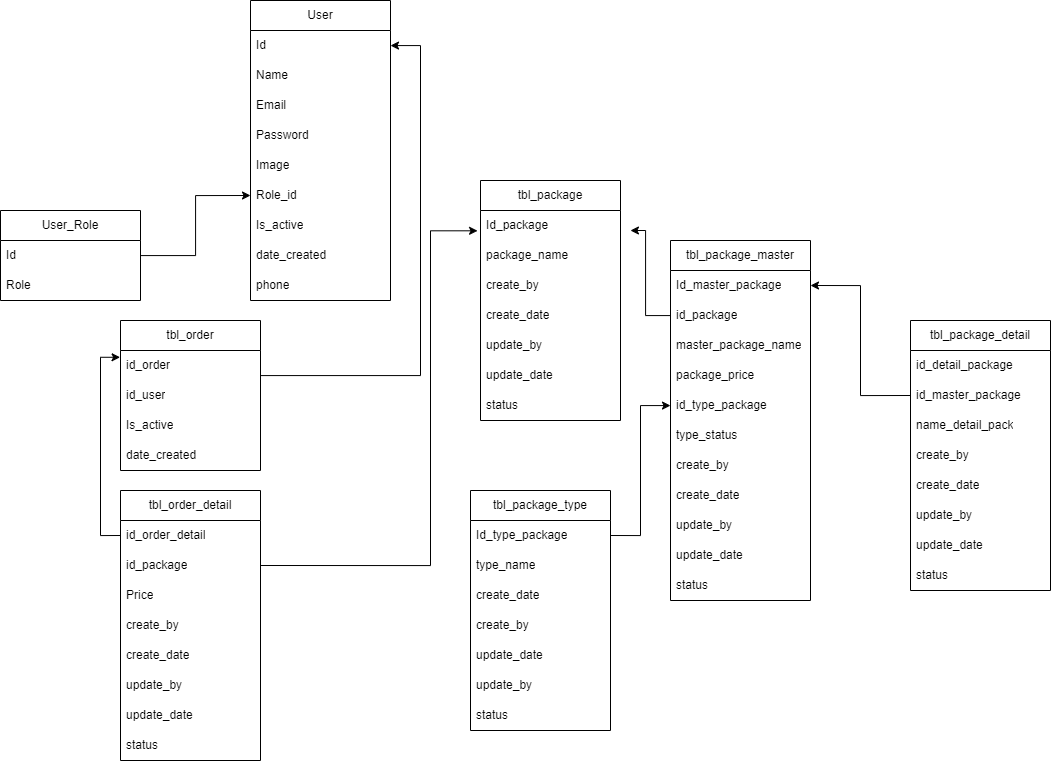 User
Id
Name
Email
Password
Image
Role_id
Is_active
date_created
phone
User_Role
Id
Role
tbl_order
id_order
id_user
Is_active
date_created
tbl_order_detail
id_order_detail
id_package
Price
create_by
create_date
update_by
update_date
status
tbl_package
Id_package
package_name
create_by
create_date
update_by
update_date
status
tbl_package_type
Id_type_package
type_name
create_date
create_by
update_date
update_by
status
tbl_package_master
Id_master_package
id_package
master_package_name
package_price
id_type_package
type_status
create_by
create_date
update_by
update_date
status
tbl_package_detail
id_detail_package
id_master_package
name_detail_pack
create_by
create_date
update_by
update_date
status